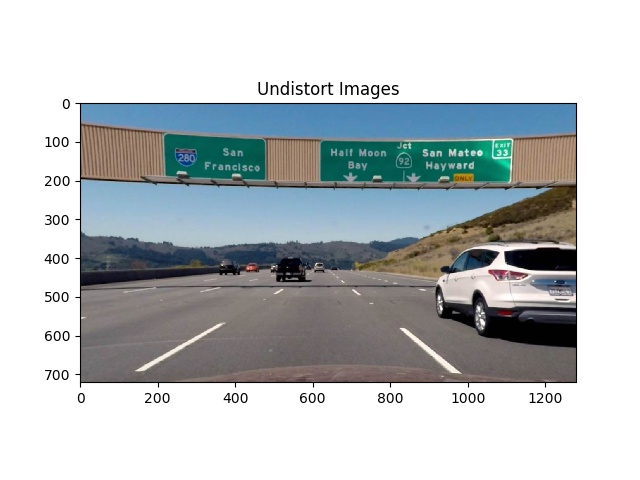 Undistort Images
0
100
200
300
400
500
600
700
280
San
Francisco
Half Moon
Bay
Jct
92
San Mateo
Hayward
ONLY
EXIT
33
0 200 400 600 800 1000 1200